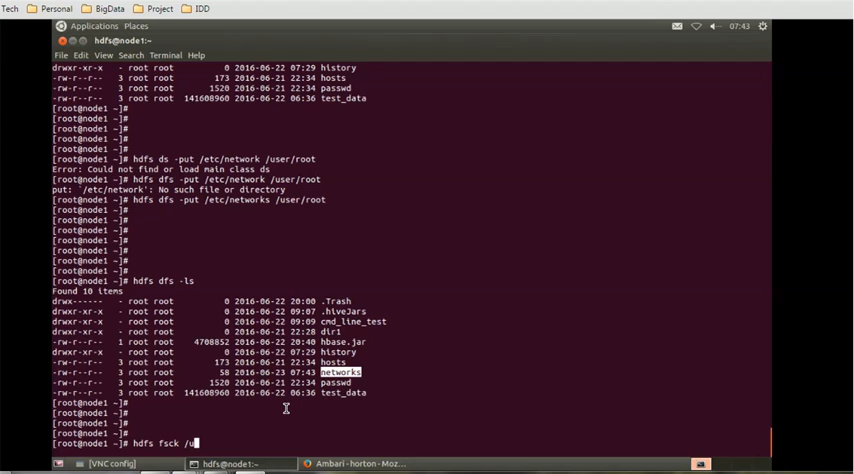 Tech Personal BigData Project IDD
Applications Places 07:43
hdfs@node1:~
File Edit View Search Terminal Help
drwxr-xr-x - root root 0 2016-06-22 07:29 history
-rw-r--r-- 3 root root 173 2016-06-21 22:34 hosts
-rw-r--r-- 3 root root 1520 2016-06-21 22:34 passwd
-rw-r--r-- 3 root root 141608960 2016-06-22 06:36 test_data
[root@node1 ~]#
[root@node1 ~]#
[root@node1 ~]#
[root@node1 ~]#
[root@node1 ~]#
[root@node1 ~]# hdfs ds -put /etc/network /user/root
Error: Could not find or load main class ds
[root@node1 ~]# hdfs dfs -put /etc/network /user/root
put: `/etc/network': No such file or directory
[root@node1 ~]# hdfs dfs -put /etc/networks /user/root
[root@node1 ~]#
[root@node1 ~]#
[root@node1 ~]#
[root@node1 ~]#
[root@node1 ~]#
[root@node1 ~]#
[root@node1 ~]#
[root@node1 ~]# hdfs dfs -ls
Found 10 items
drwx------ - root root 0 2016-06-22 20:00 .Trash
drwxr-xr-x - root root 0 2016-06-22 09:07 .hiveJars
drwxr-xr-x - root root 0 2016-06-22 09:09 cmd_line_test
drwxr-xr-x - root root 0 2016-06-21 22:28 dir1
-rw-r--r-- 1 root root 4708852 2016-06-22 20:40 hbase.jar
drwxr-xr-x - root root 0 2016-06-22 07:29 history
-rw-r--r-- 3 root root 173 2016-06-21 22:34 hosts
-rw-r--r-- 3 root root 58 2016-06-23 07:43 networks
-rw-r--r-- 3 root root 1520 2016-06-21 22:34 passwd
-rw-r--r-- 3 root root 141608960 2016-06-22 06:36 test_data
[root@node1 ~]#
[root@node1 ~]#
[root@node1 ~]#
[root@node1 ~]#
[root@node1 ~]# hdfs fsck /u
[VNC config] hdfs@node1:~ Ambari - horton - Moz...